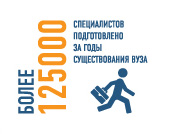 БОЛЕЕ
125000
СПЕЦИАЛИСТОВ
ПОДГОТОВЛЕНО
ЗА ГОДЫ
СУЩЕСТВОВАНИЯ ВУЗА